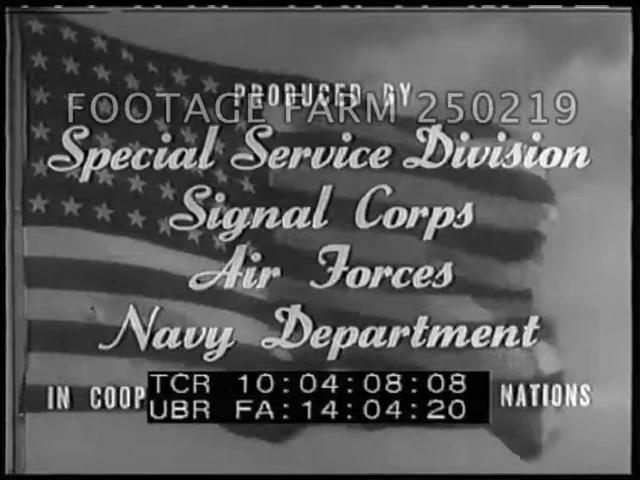 PRODUCED BY
FOOTAGE FARM 250219
Special Service Division
Signal Corps
Air Forces
Navy Department
IN COOP
TCR 10:04:08:08
UBR FA:14:04:20
NATIONS